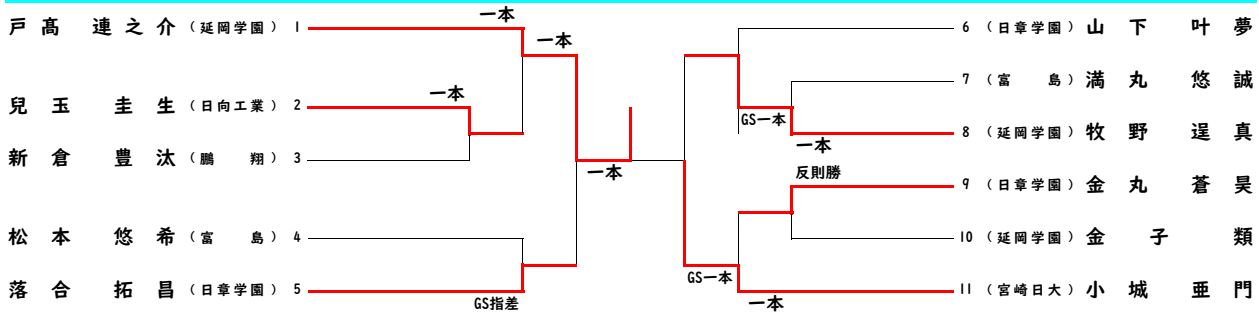 戸髙 連之介 (延岡学園) 1
兒玉 圭生 (日向工業) 2
新倉 豊汰 (鵬翔) 3
松本 悠希 (富島) 4
落合 拓昌 (日章学園) 5
一本
一本
一本
GS指差
一本
GS一本
一本
反則勝
GS一本
一本
6 (日章学園) 山下 叶夢
7 (富島) 満丸 悠誠
8 (延岡学園) 牧野 逞真
9 (日章学園) 金丸 蒼昊
10 (延岡学園) 金子 類
11 (宮崎日大) 小城 亜門